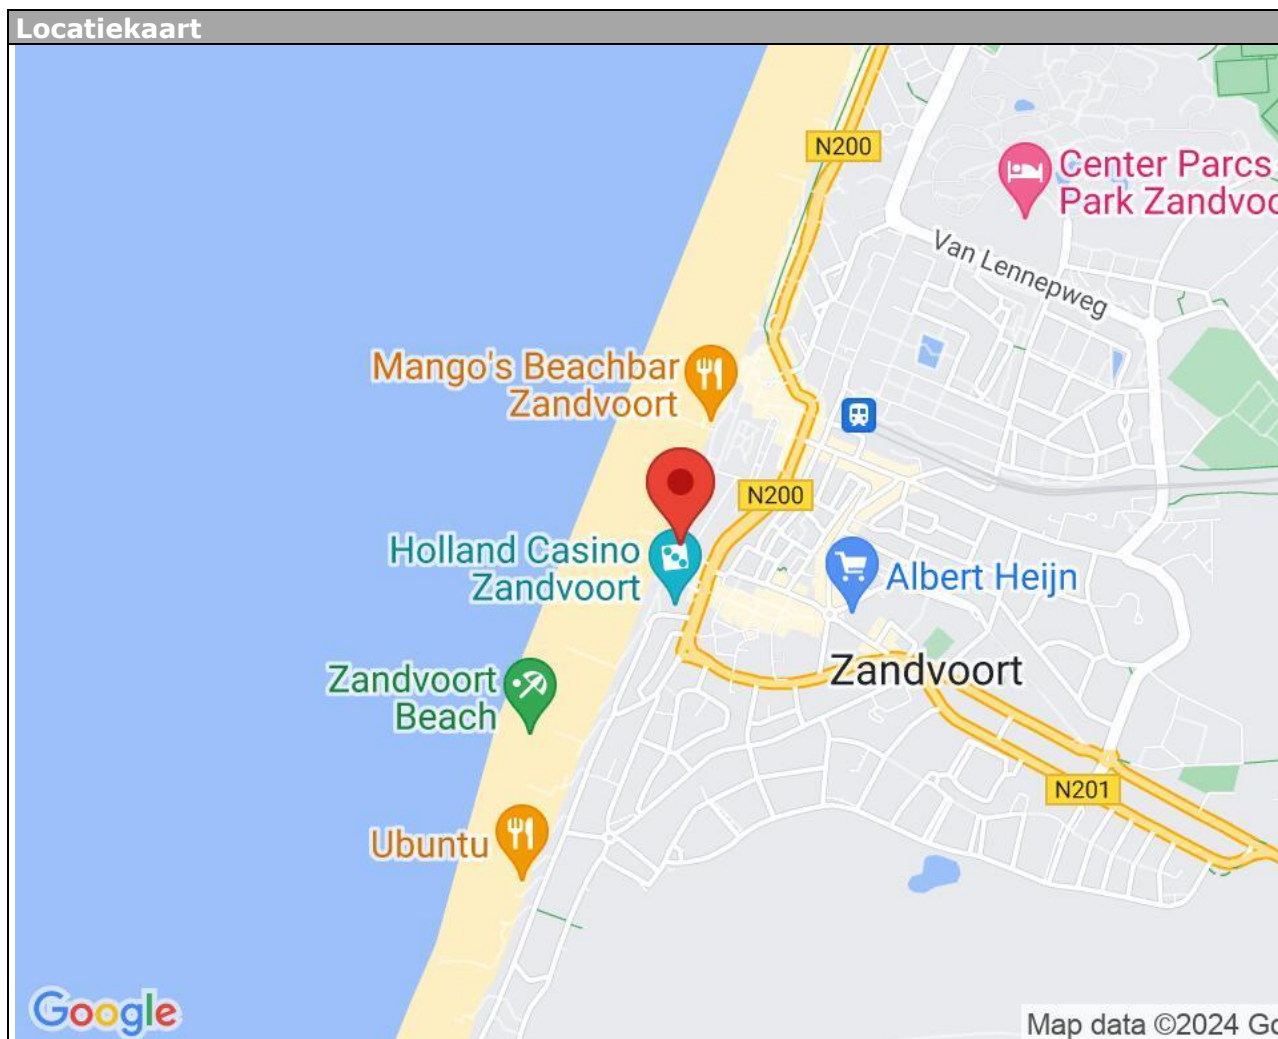 Locatiekaart
N200
Center Parcs
Park Zandvoo
Van Lennepweg
Mango's Beachbar
Zandvoort
N200
Holland Casino
Zandvoort
Albert Heijn
Zandvoort
Zandvoort
Beach
N201
Ubuntu
Google
Map data ©2024 Go